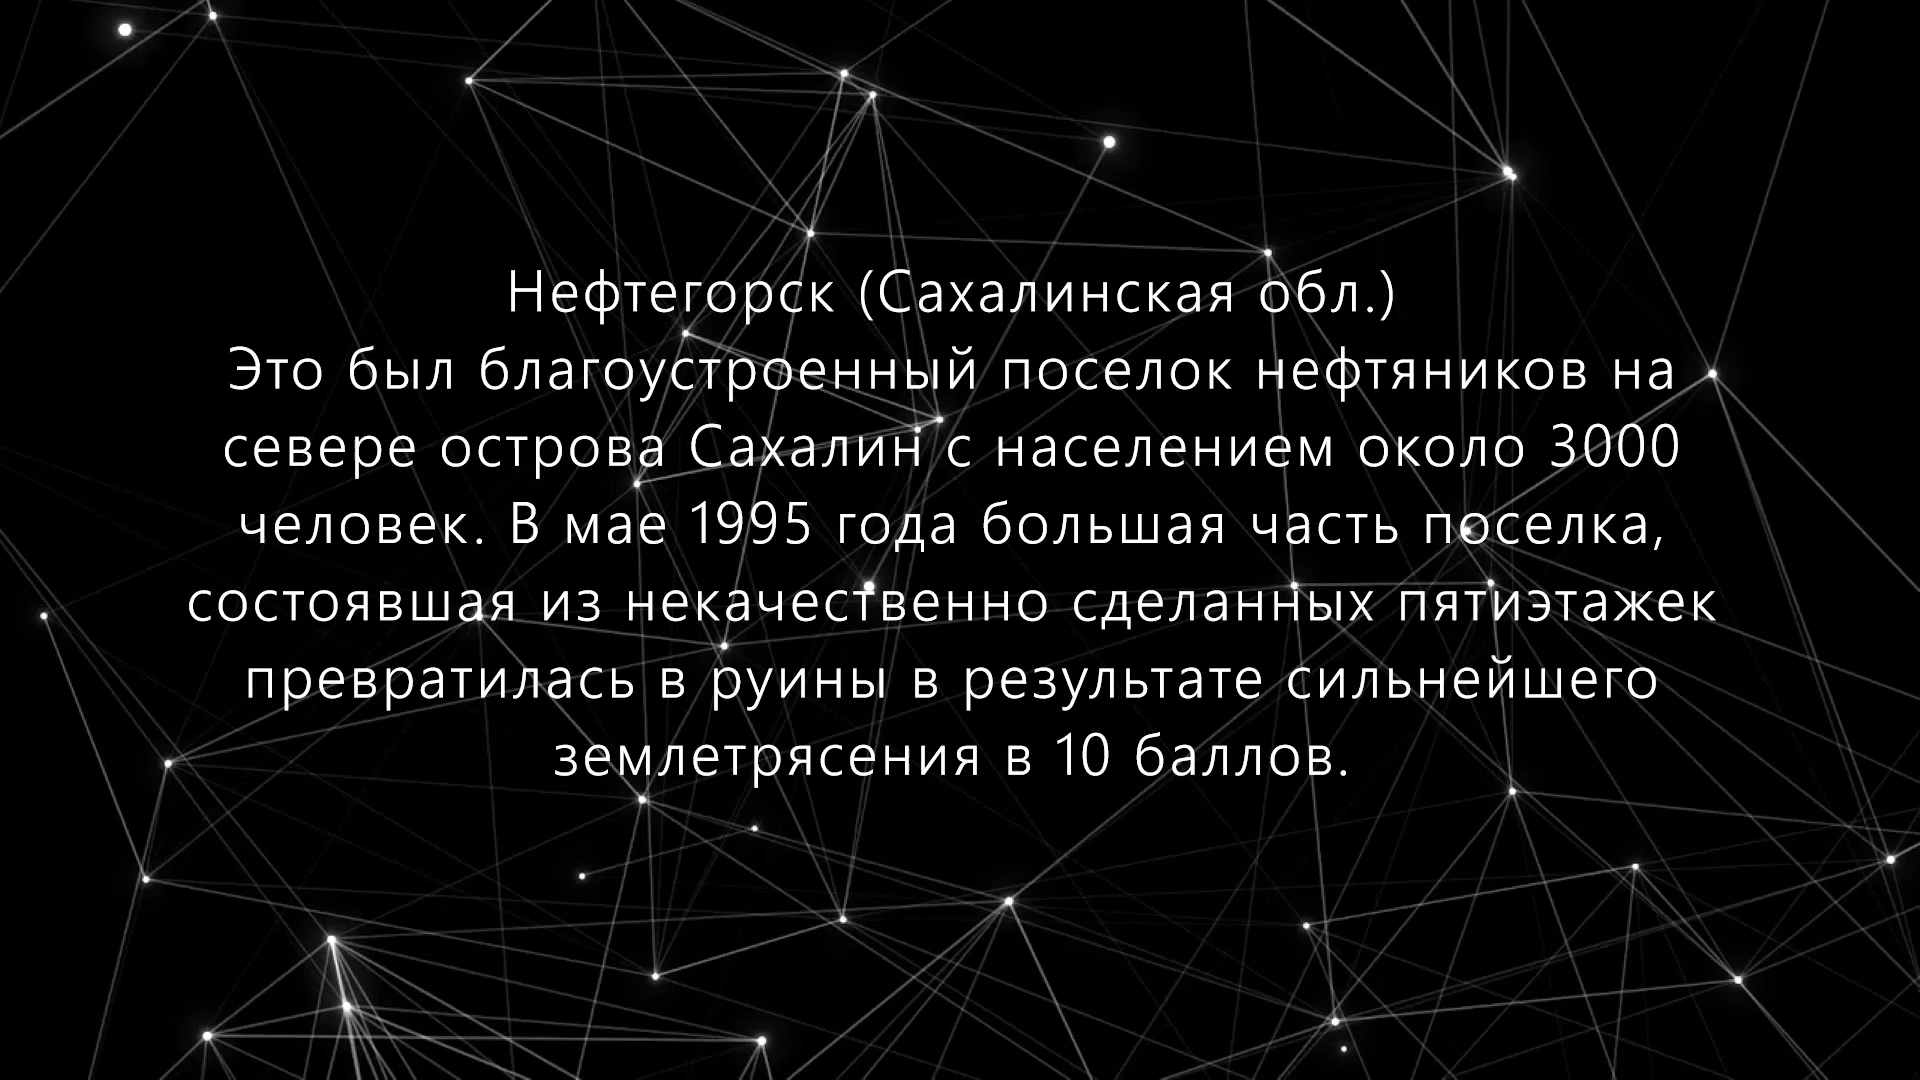 Нефтегорск (Сахалинская обл.)
Это был благоустроенный поселок нефтяников на
севере острова Сахалин с населением около 3000
человек. В мае 1995 года большая часть поселка,
состоявшая из некачественно сделанных пятиэтажек
превратилась в руины в результате сильнейшего
землетрясения в 10 баллов.